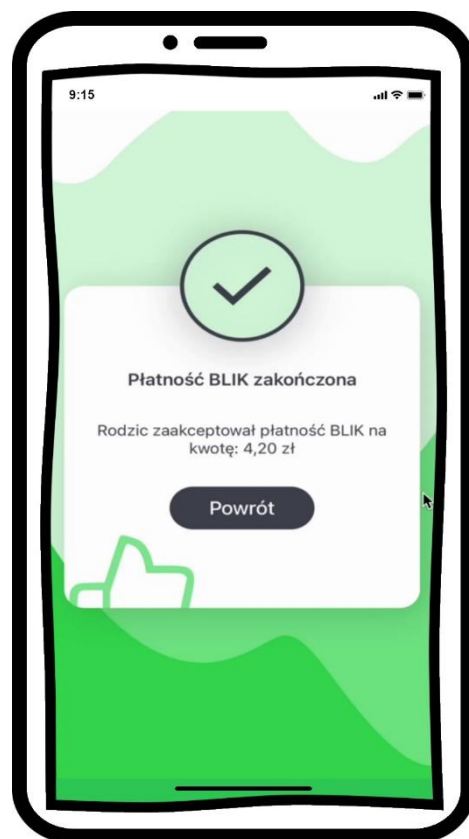 9:15
Płatność BLIK zakończona
Rodzic zaakceptował płatność BLIK na
kwotę: 4,20 zł
Powrót